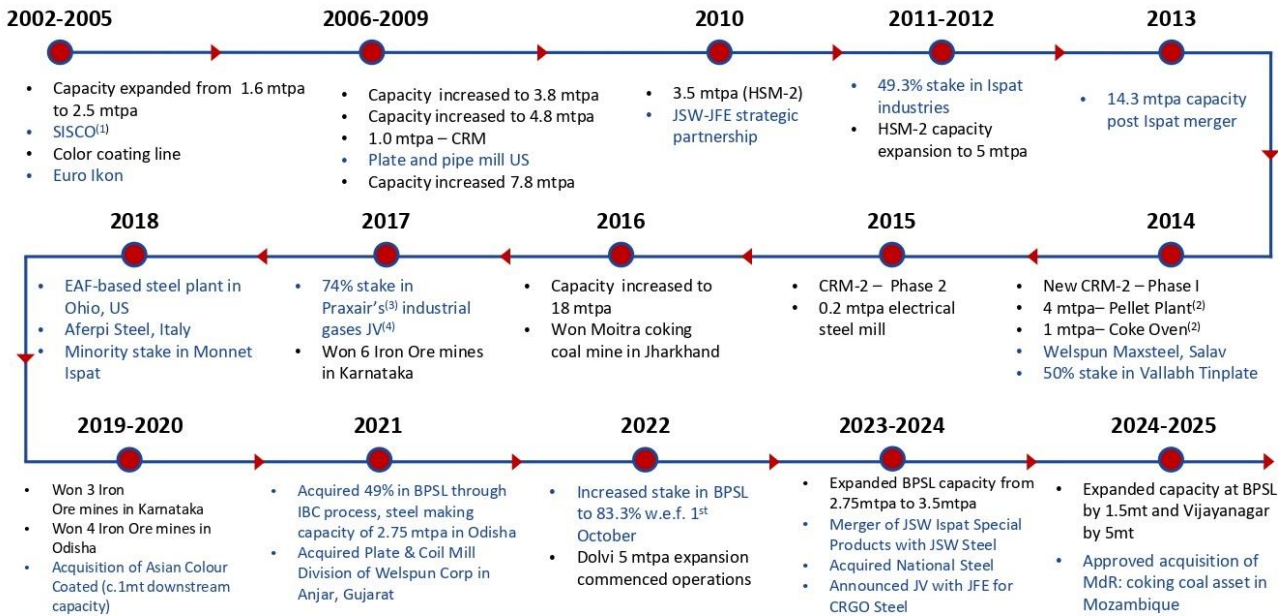 2002-2005
• Capacity expanded from 1.6 mtpa
to 2.5 mtpa
• SISCO(1)
• Color coating line
• Euro Ikon
2006-2009
• Capacity increased to 3.8 mtpa
• Capacity increased to 4.8 mtpa
• 1.0 mtpa – CRM
• Plate and pipe mill US
• Capacity increased 7.8 mtpa
2010
• 3.5 mtpa (HSM-2)
• JSW-JFE strategic
partnership
2011-2012
• 49.3% stake in Ispat
industries
• HSM-2 capacity
expansion to 5 mtpa
2013
• 14.3 mtpa capacity
post Ispat merger
2014
• New CRM-2 – Phase I
• 4 mtpa– Pellet Plant(2)
• 1 mtpa– Coke Oven(2)
• Welspun Maxsteel, Salav
• 50% stake in Vallabh Tinplate
2015
• CRM-2 – Phase 2
• 0.2 mtpa electrical
steel mill
2016
• Capacity increased to
18 mtpa
• Won Moitra coking
coal mine in Jharkhand
2017
• 74% stake in
Praxair's(3) industrial
gases JV(4)
• Won 6 Iron Ore mines
in Karnataka
2018
• EAF-based steel plant in
Ohio, US
• Aferpi Steel, Italy
• Minority stake in Monnet
Ispat
2019-2020
• Won 3 Iron
Ore mines in Karnataka
• Won 4 Iron Ore mines in
Odisha
• Acquisition of Asian Colour
Coated (c.1mt downstream
capacity)
2021
• Acquired 49% in BPSL through
IBC process, steel making
capacity of 2.75 mtpa in Odisha
• Acquired Plate & Coil Mill
Division of Welspun Corp in
Anjar, Gujarat
2022
• Increased stake in BPSL
to 83.3% w.e.f. 1st
October
• Dolvi 5 mtpa expansion
commenced operations
2023-2024
• Expanded BPSL capacity from
2.75mtpa to 3.5mtpa
• Merger of JSW Ispat Special
Products with JSW Steel
• Acquired National Steel
• Announced JV with JFE for
CRGO Steel
2024-2025
• Expanded capacity at BPSL
by 1.5mt and Vijayanagar
by 5mt
• Approved acquisition of
MdR: coking coal asset in
Mozambique